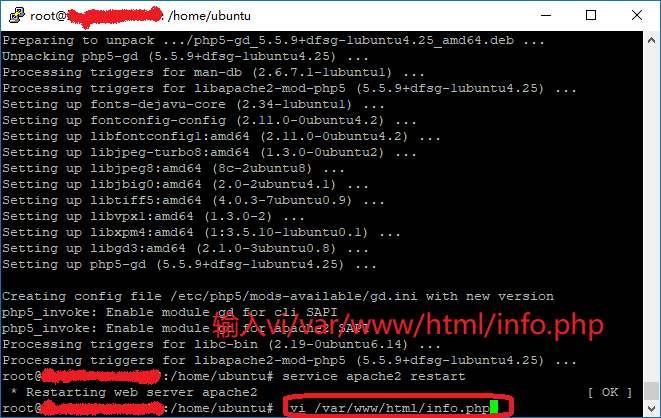 root@ : /home/ubuntu
Preparing to unpack .../php5-gd_5.5.9+dfsg-1ubuntu4.25_amd64.deb ...
Unpacking php5-gd (5.5.9+dfsg-1ubuntu4.25) ...
Processing triggers for man-db (2.6.7.1-1ubuntu1) ...
Processing triggers for libapache2-mod-php5 (5.5.9+dfsg-1ubuntu4.25) ...
Setting up fonts-dejavu-core (2.34-1ubuntu1) ...
Setting up fontconfig-config (2.11.0-0ubuntu4.2) ...
Setting up libfontconfig1:amd64 (2.11.0-0ubuntu4.2) ...
Setting up libjpeg-turbo8:amd64 (1.3.0-0ubuntu2) ...
Setting up libjpeg8:amd64 (8c-2ubuntu8) ...
Setting up libjbig0:amd64 (2.0-2ubuntu4.1) ...
Setting up libtiff5:amd64 (4.0.3-7ubuntu0.9) ...
Setting up libvpx1:amd64 (1.3.0-2) ...
Setting up libxpm4:amd64 (1:3.5.10-1ubuntu0.1) ...
Setting up libgd3:amd64 (2.1.0-3ubuntu0.8) ...
Setting up php5-gd (5.5.9+dfsg-1ubuntu4.25) ...
Creating config file /etc/php5/mods-available/gd.ini with new version
php5_invoke: Enable module gd for cli SAPI
输入vi/var/www/html/info.php
php5_invoke: Enable module gd for apache2 SAPI
Processing triggers for libc-bin (2.19-0ubuntu6.14) ...
Processing triggers for libapache2-mod-php5 (5.5.9+dfsg-1ubuntu4.25) ...
root@ :/home/ubuntu# service apache2 restart
* Restarting web server apache2 [ OK ]
root@ :/home/ubuntu# vi /var/www/html/info.php